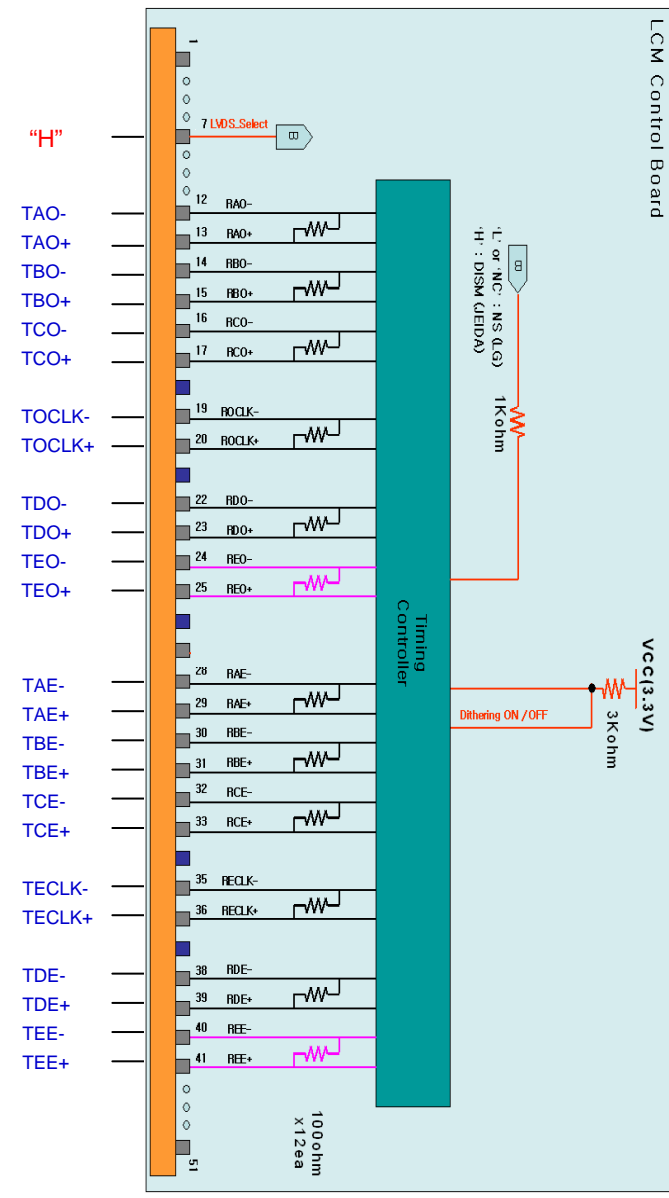 LCM Control Board
1
"H"
7 LVDS_Select
B
TAO-
12 RAO-
TAO+
13 RAO+
TBO-
14 RBO-
TBO+
15 RBO+
TCO-
16 RCO-
TCO+
17 RCO+
TOCLK-
19 ROCLK-
TOCLK+
20 ROCLK+
TDO-
22 RDO-
TDO+
23 RDO+
TEO-
24 REO-
TEO+
25 REO+
TAE-
28 RAE-
TAE+
29 RAE+
TBE-
30 RBE-
TBE+
31 RBE+
TCE-
32 RCE-
TCE+
33 RCE+
TECLK-
35 RECLK-
TECLK+
36 RECLK+
TDE-
38 RDE-
TDE+
39 RDE+
TEE-
40 REE-
TEE+
41 REE+
51
100ohm
x12ea
Timing
Controller
B
'L' or 'NC' : NS (LG)
'H' : DISM (JEIDA)
1Kohm
VCC(3.3V)
3Kohm
Dithering ON / OFF